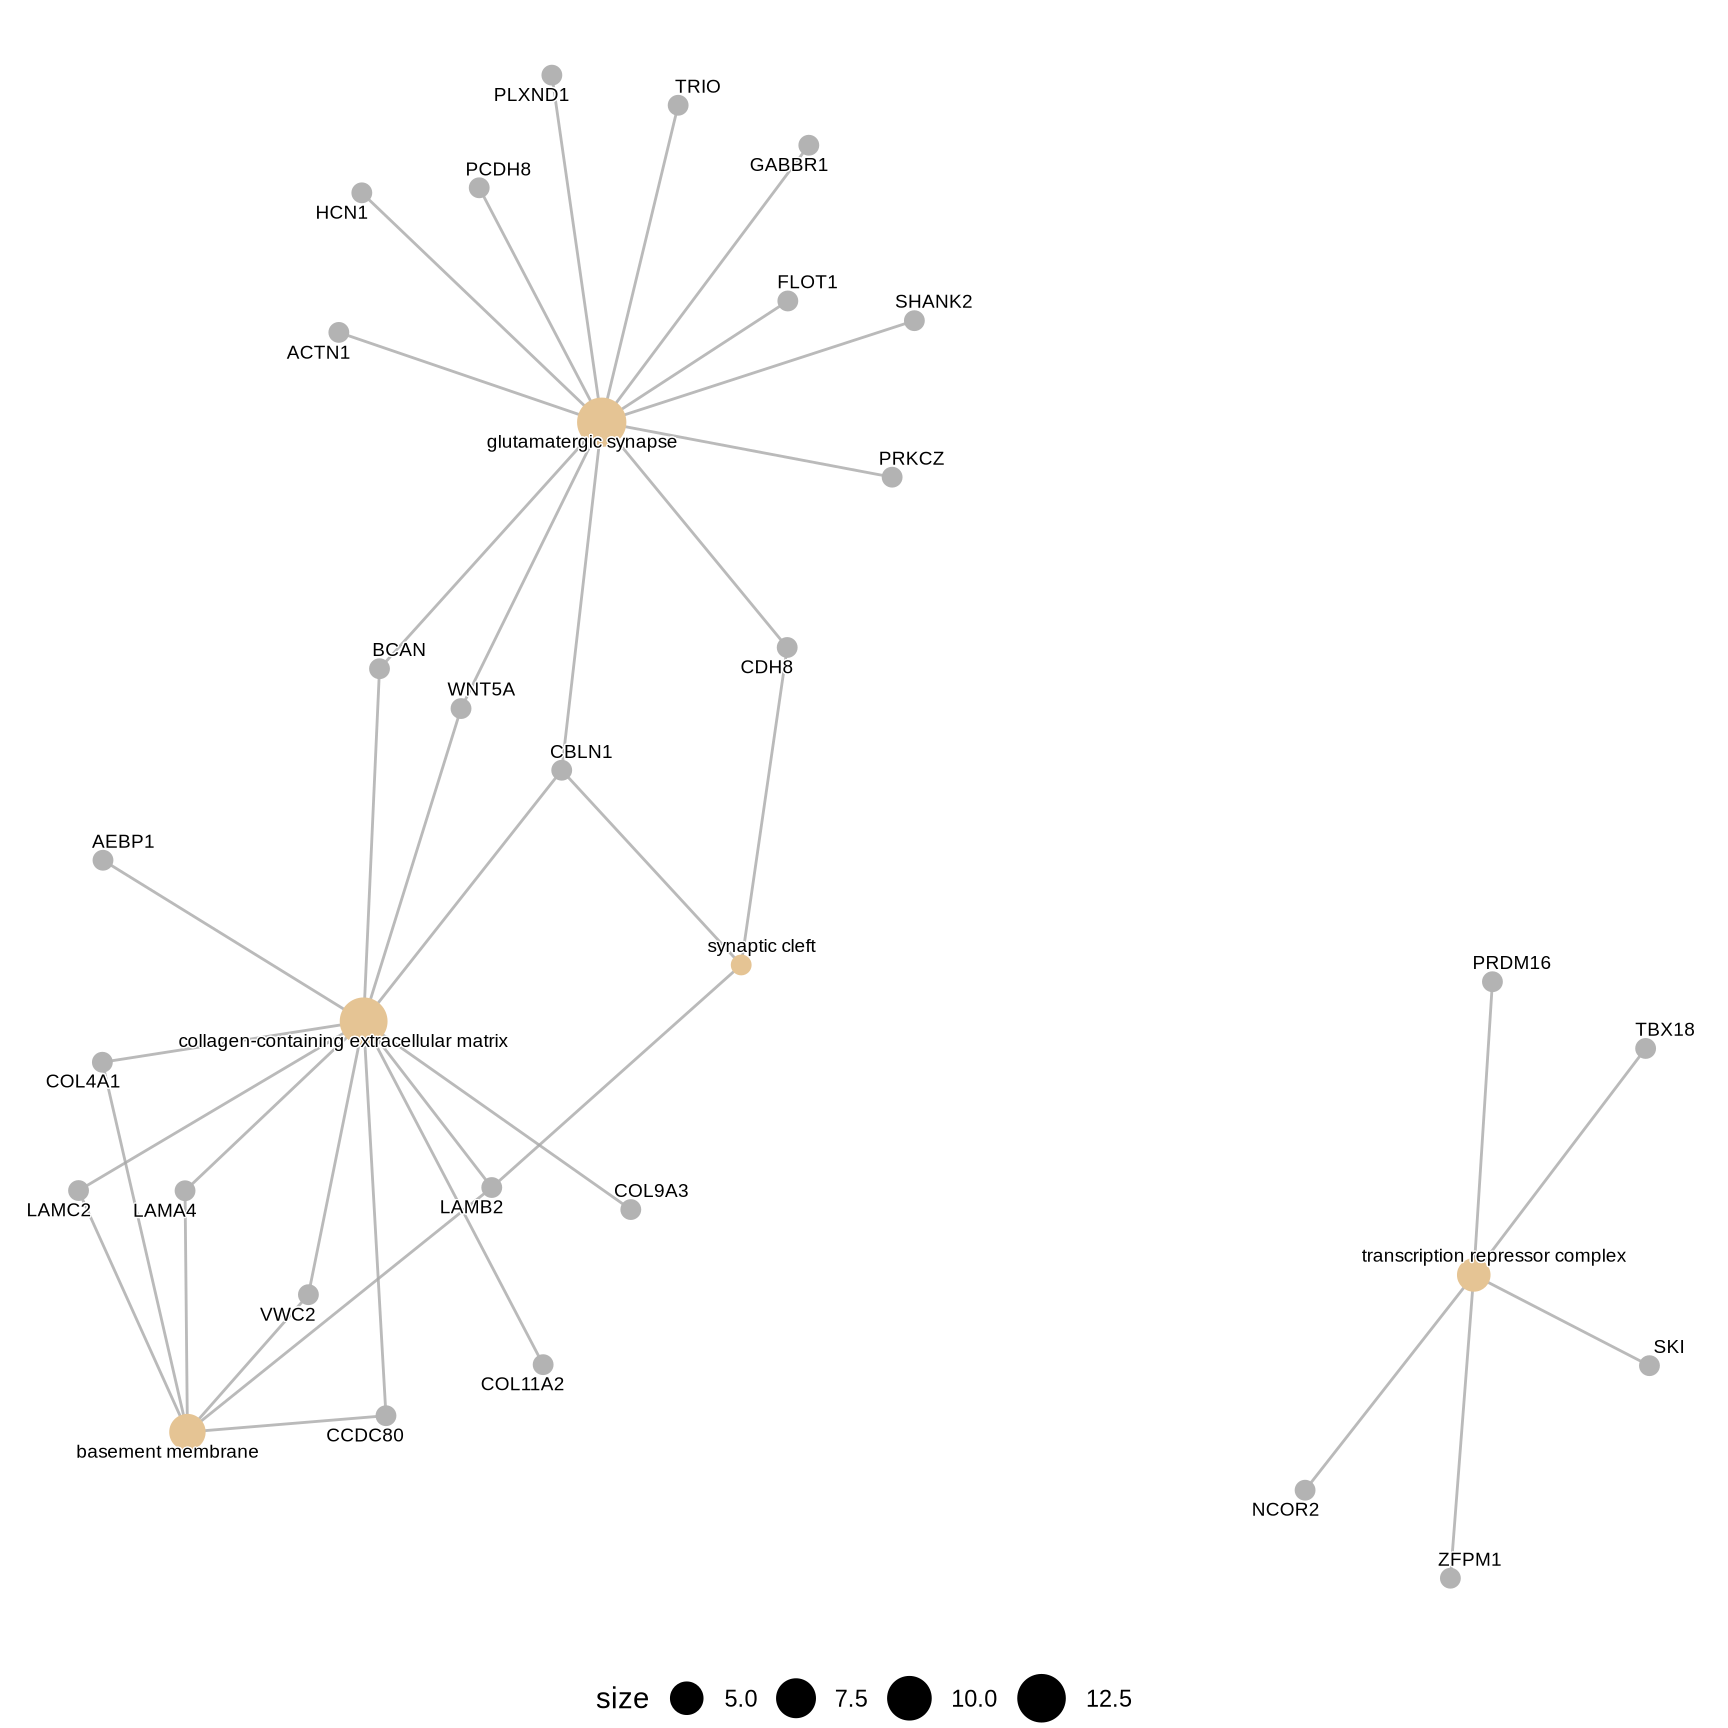 TRIO
PLXND1
GABBR1
PCDH8
HCN1
FLOT1
SHANK2
ACTN1
glutamatergic synapse
PRKCZ
BCAN
CDH8
WNT5A
CBLN1
AEBP1
synaptic cleft
PRDM16
TBX18
collagen-containing extracellular matrix
COL4A1
COL9A3
LAMB2
LAMC2
LAMA4
transcription repressor complex
VWC2
SKI
COL11A2
CCDC80
basement membrane
NCOR2
ZFPM1
size 5.0 7.5 10.0 12.5